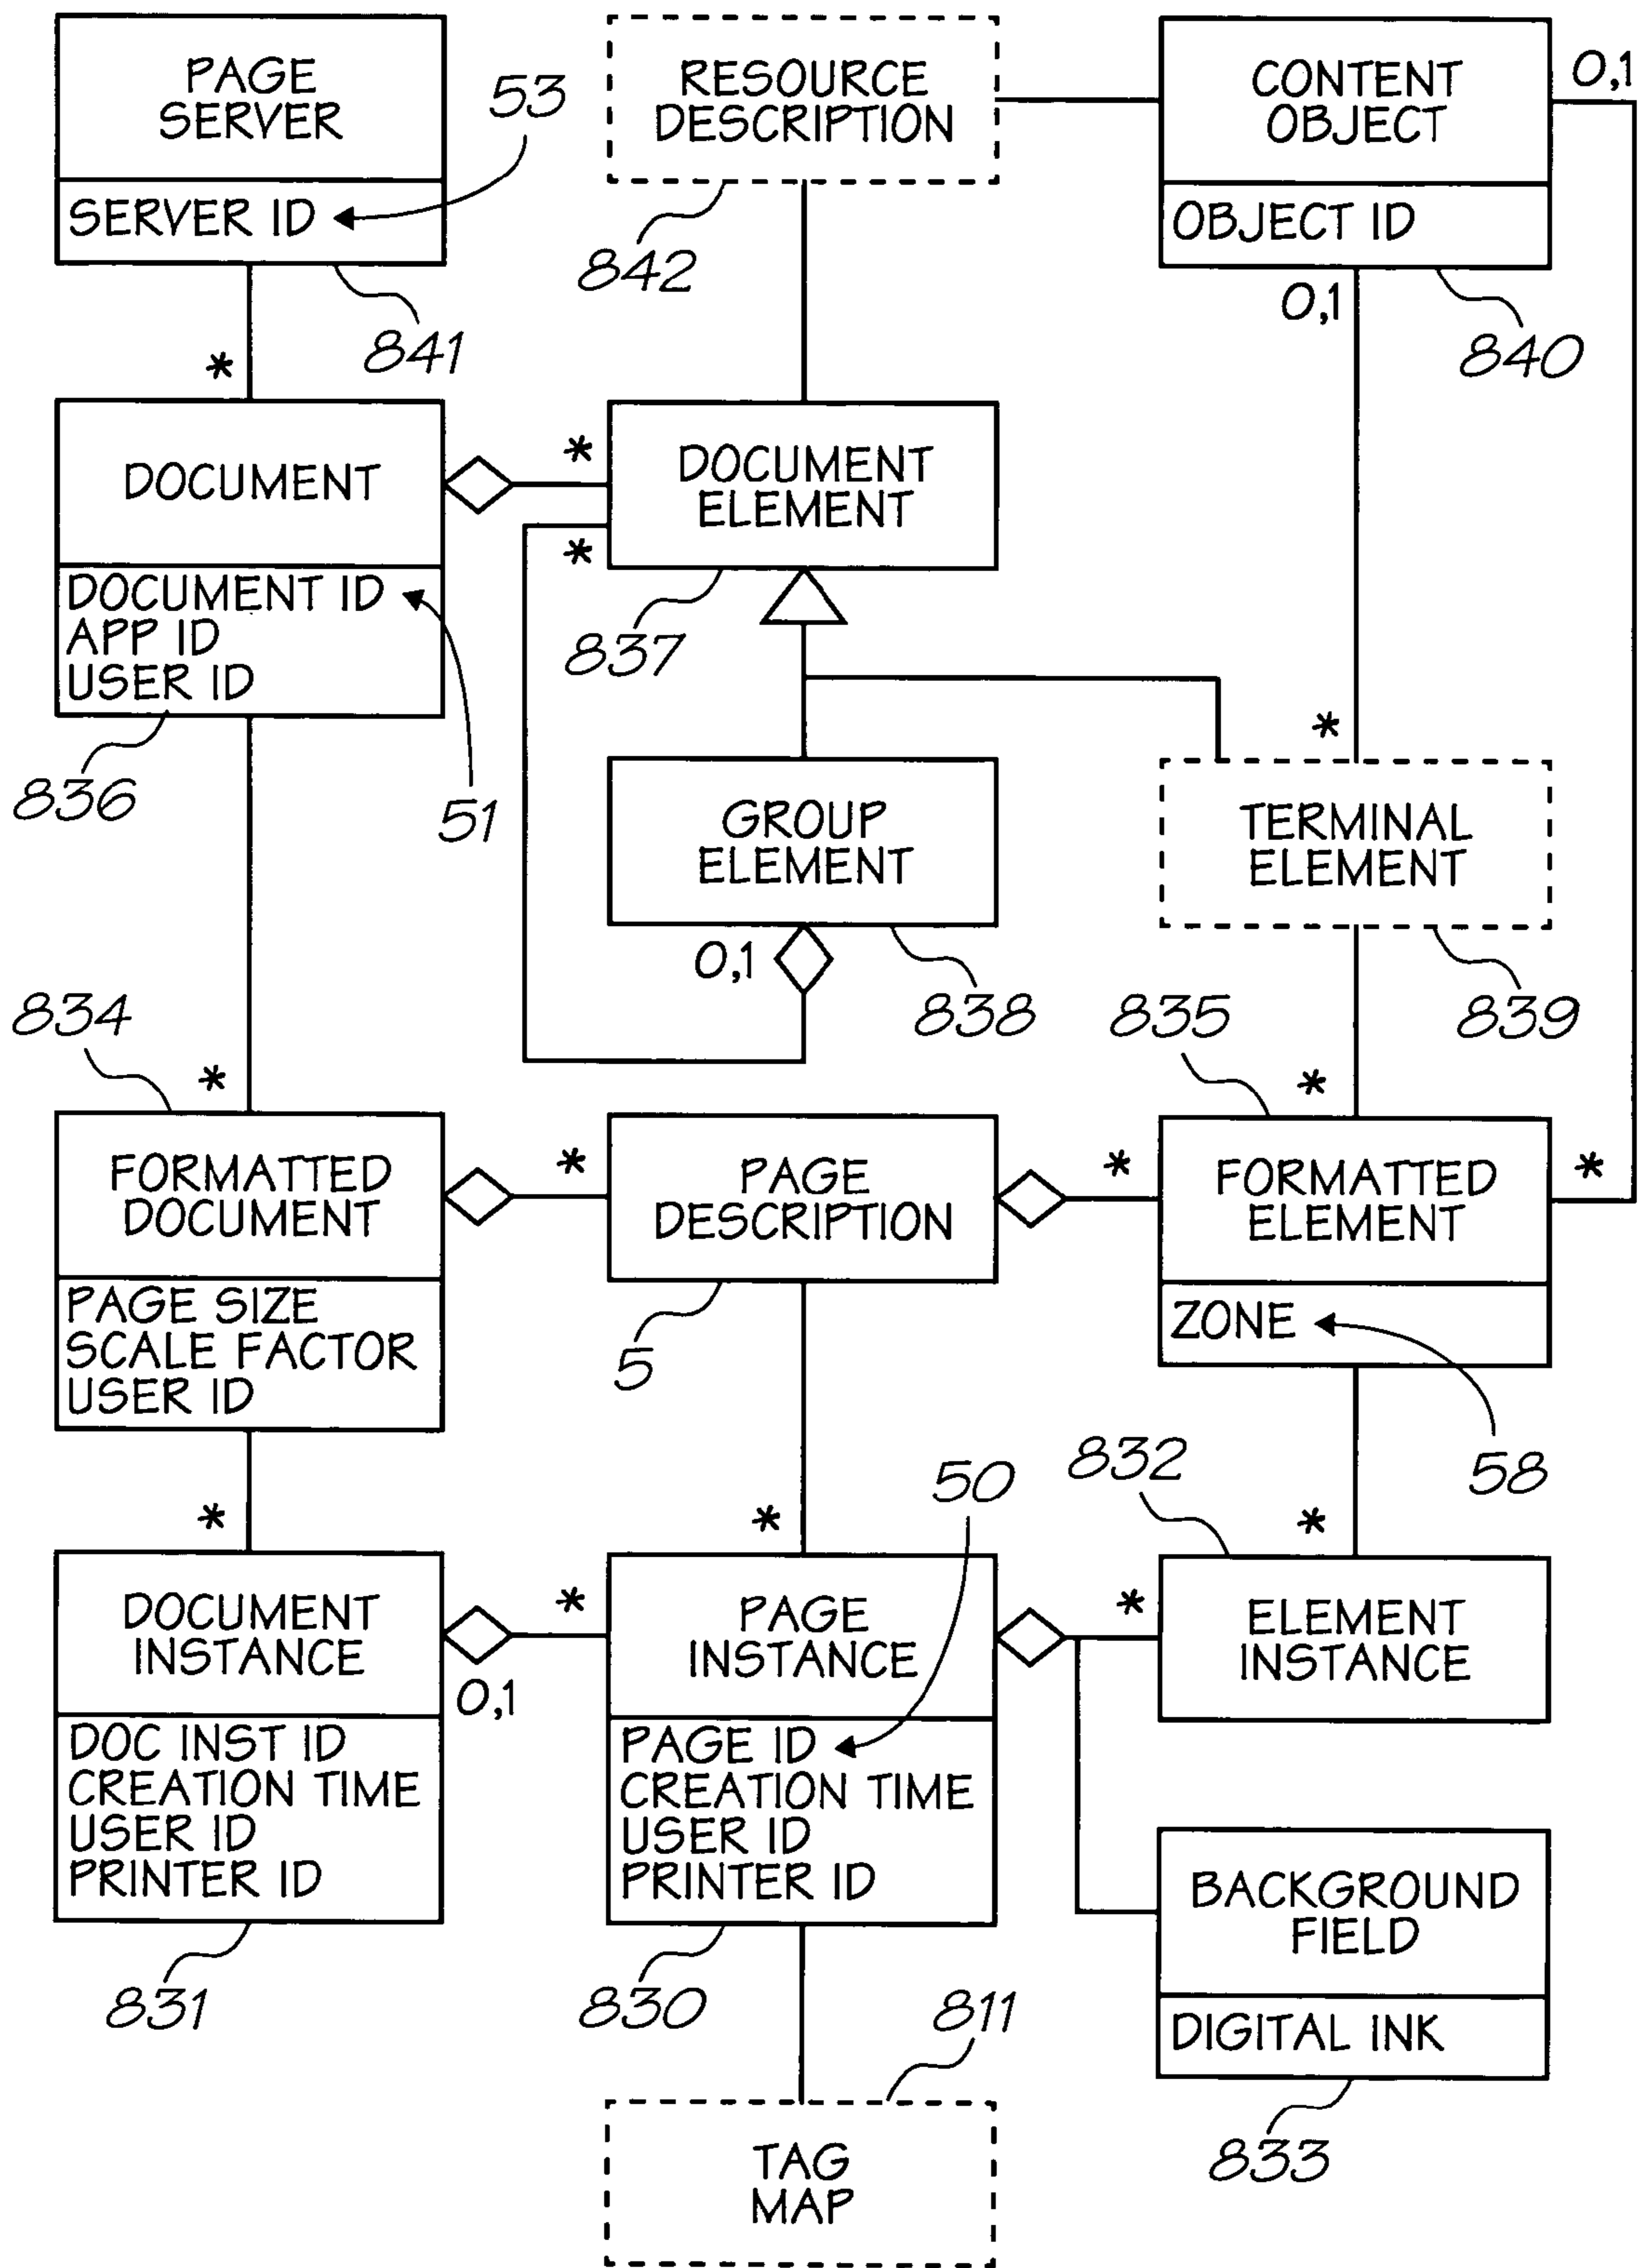 PAGE
SERVER
SERVER ID
53
841
RESOURCE
DESCRIPTION
842
CONTENT
OBJECT
OBJECT ID
0,1
0,1
840
*
DOCUMENT
DOCUMENT ID
APP ID
USER ID
836
51
*
*
DOCUMENT
ELEMENT
837
GROUP
ELEMENT
0,1
838
*
TERMINAL
ELEMENT
839
834
*
FORMATTED
DOCUMENT
PAGE SIZE
SCALE FACTOR
USER ID
*
PAGE
DESCRIPTION
5
835
*
*
*
FORMATTED
ELEMENT
ZONE
58
*
DOCUMENT
INSTANCE
0,1
DOC INST ID
CREATION TIME
USER ID
PRINTER ID
831
*
*
50
PAGE
INSTANCE
PAGE ID
CREATION TIME
USER ID
PRINTER ID
830
832
*
*
ELEMENT
INSTANCE
BACKGROUND
FIELD
DIGITAL INK
833
811
TAG
MAP